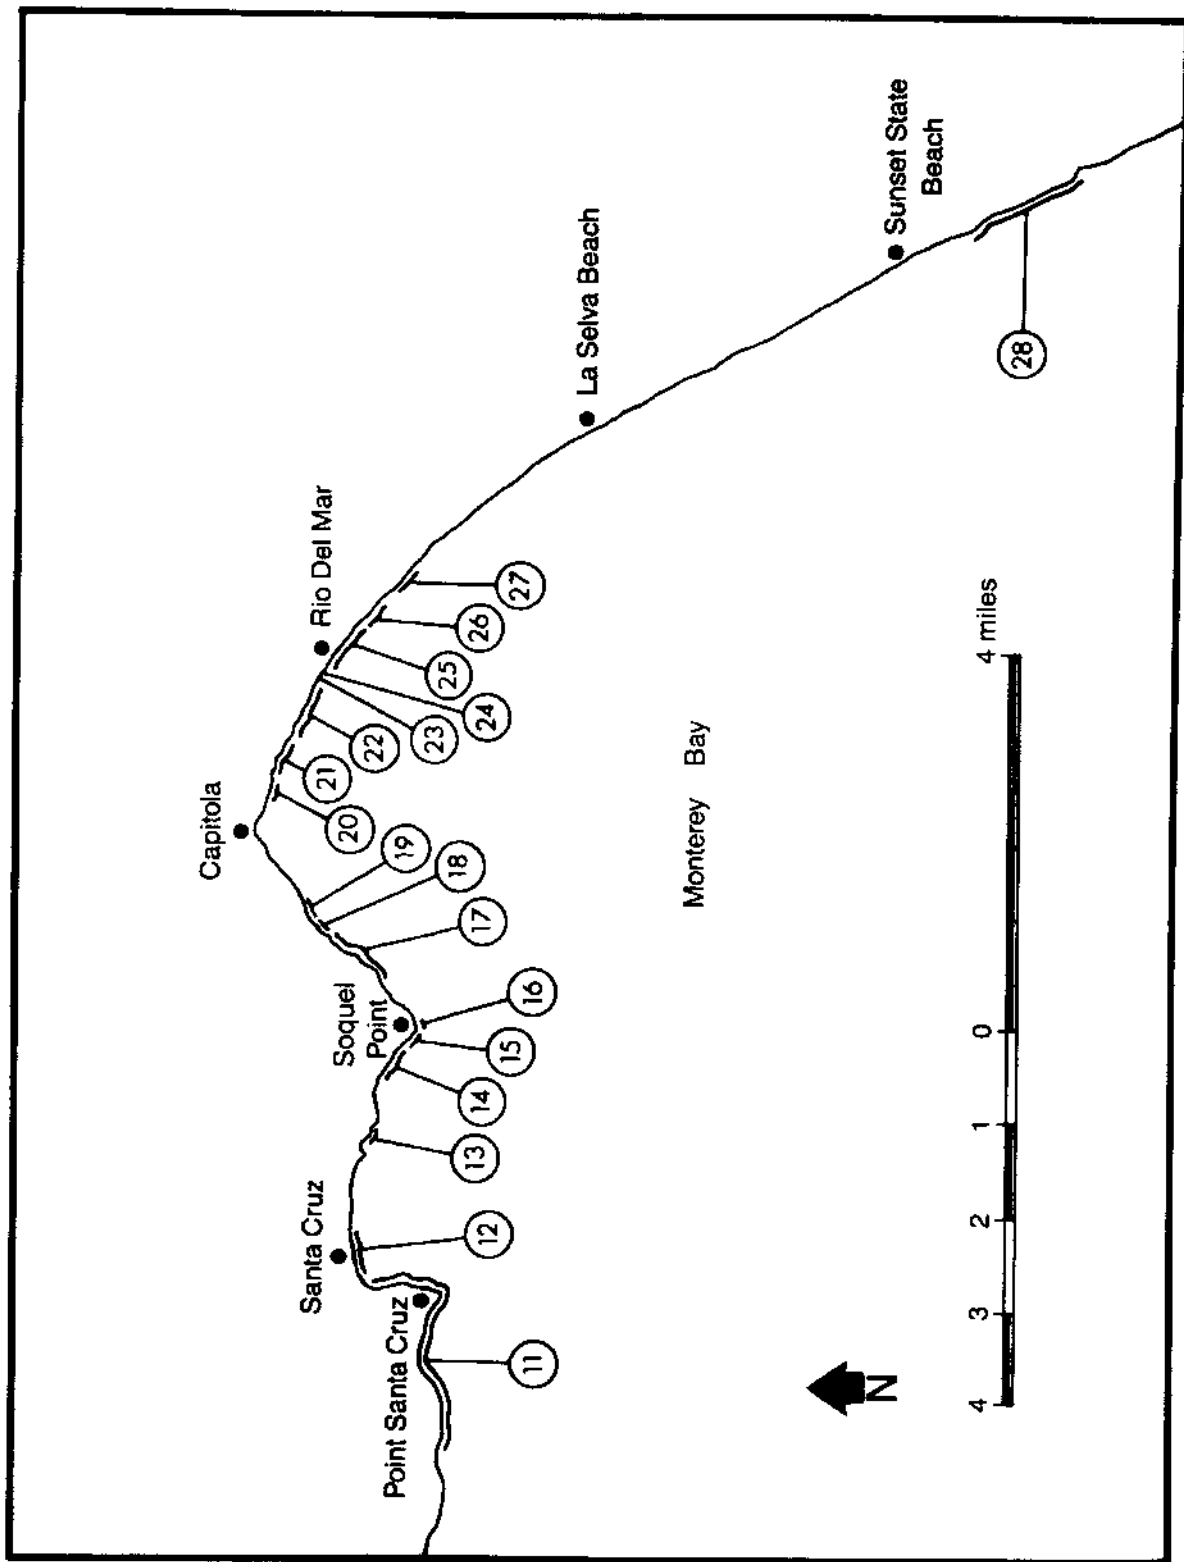 Capitola
Rio Del Mar
La Selva Beach
Sunset State
Beach
Santa Cruz
Soquel
Point
Point Santa Cruz
11
12
13
14
15
16
17
18
19
20
21
22
23
24
25
26
27
28
Monterey Bay
N
4 3 2 1 0 4 miles